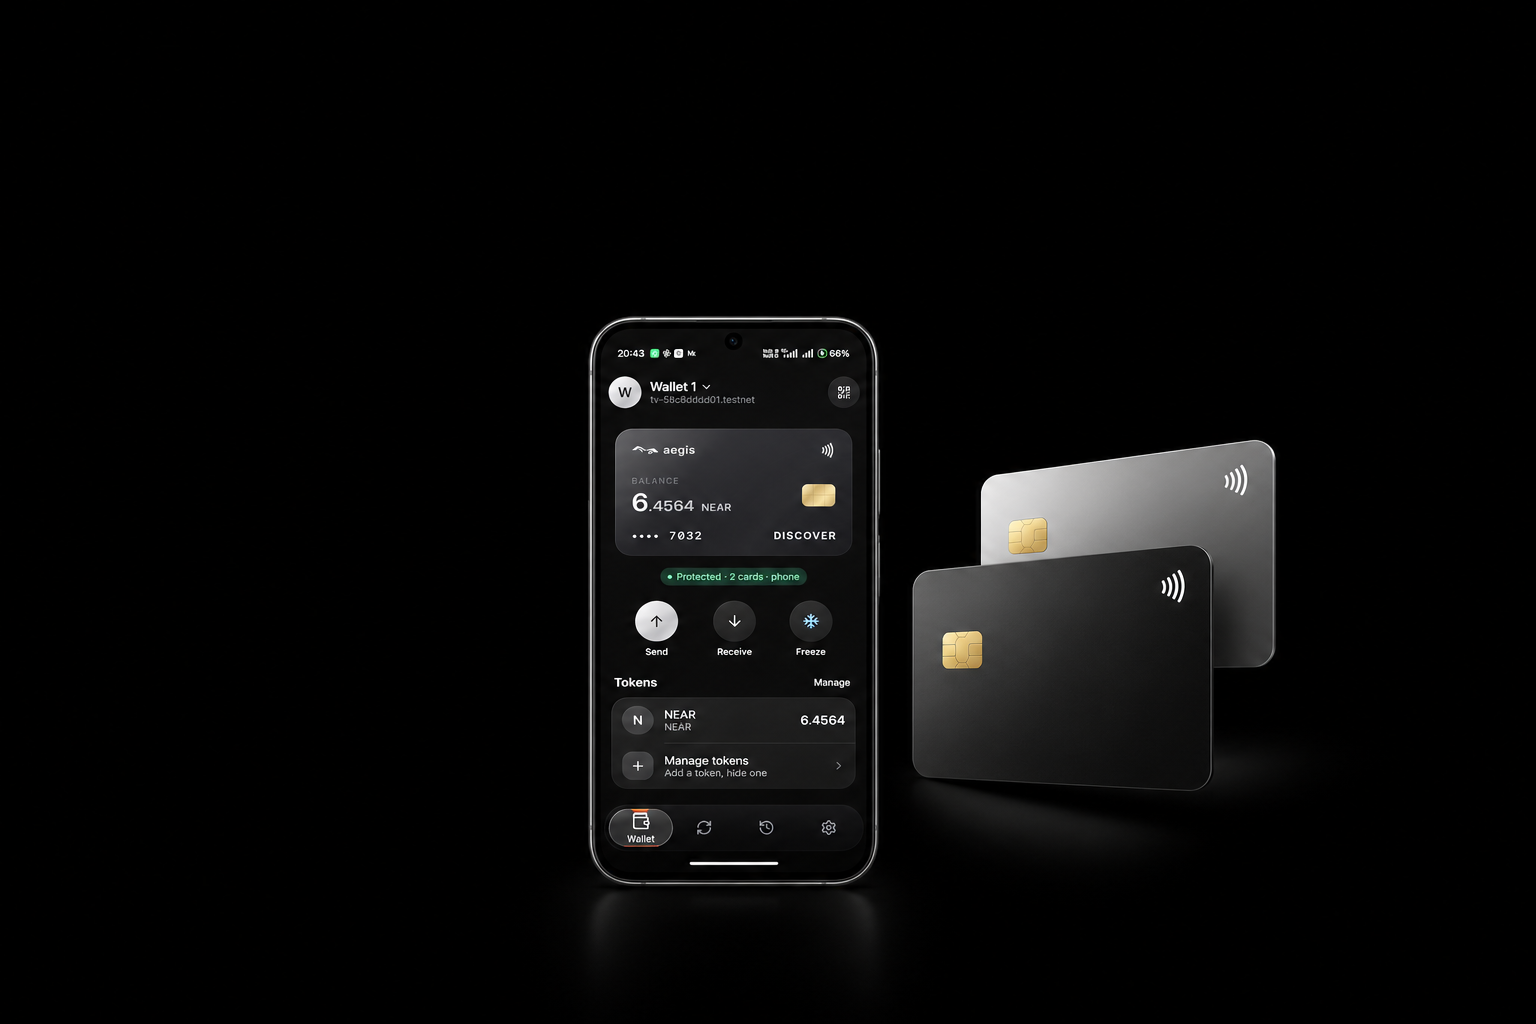 20:43
66%
W
Wallet 1
tv-58c8dddd01.testnet
aegis
BALANCE
6.4564 NEAR
•••• 7032
DISCOVER
Protected · 2 cards · phone
Send
Receive
Freeze
Tokens
Manage
N
NEAR
6.4564
NEAR
Manage tokens
Add a token, hide one
Wallet